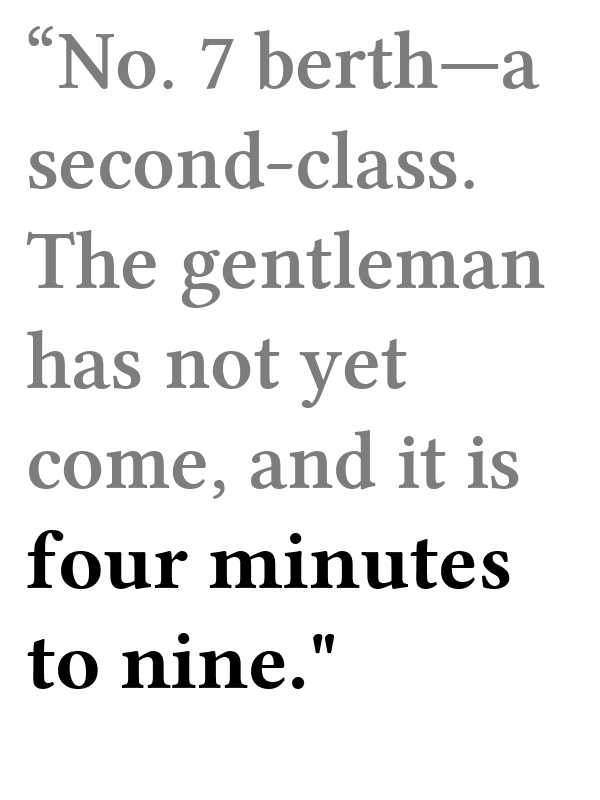 “No. 7 berth—a
second-class.
The gentleman
has not yet
come, and it is
four minutes
to nine."